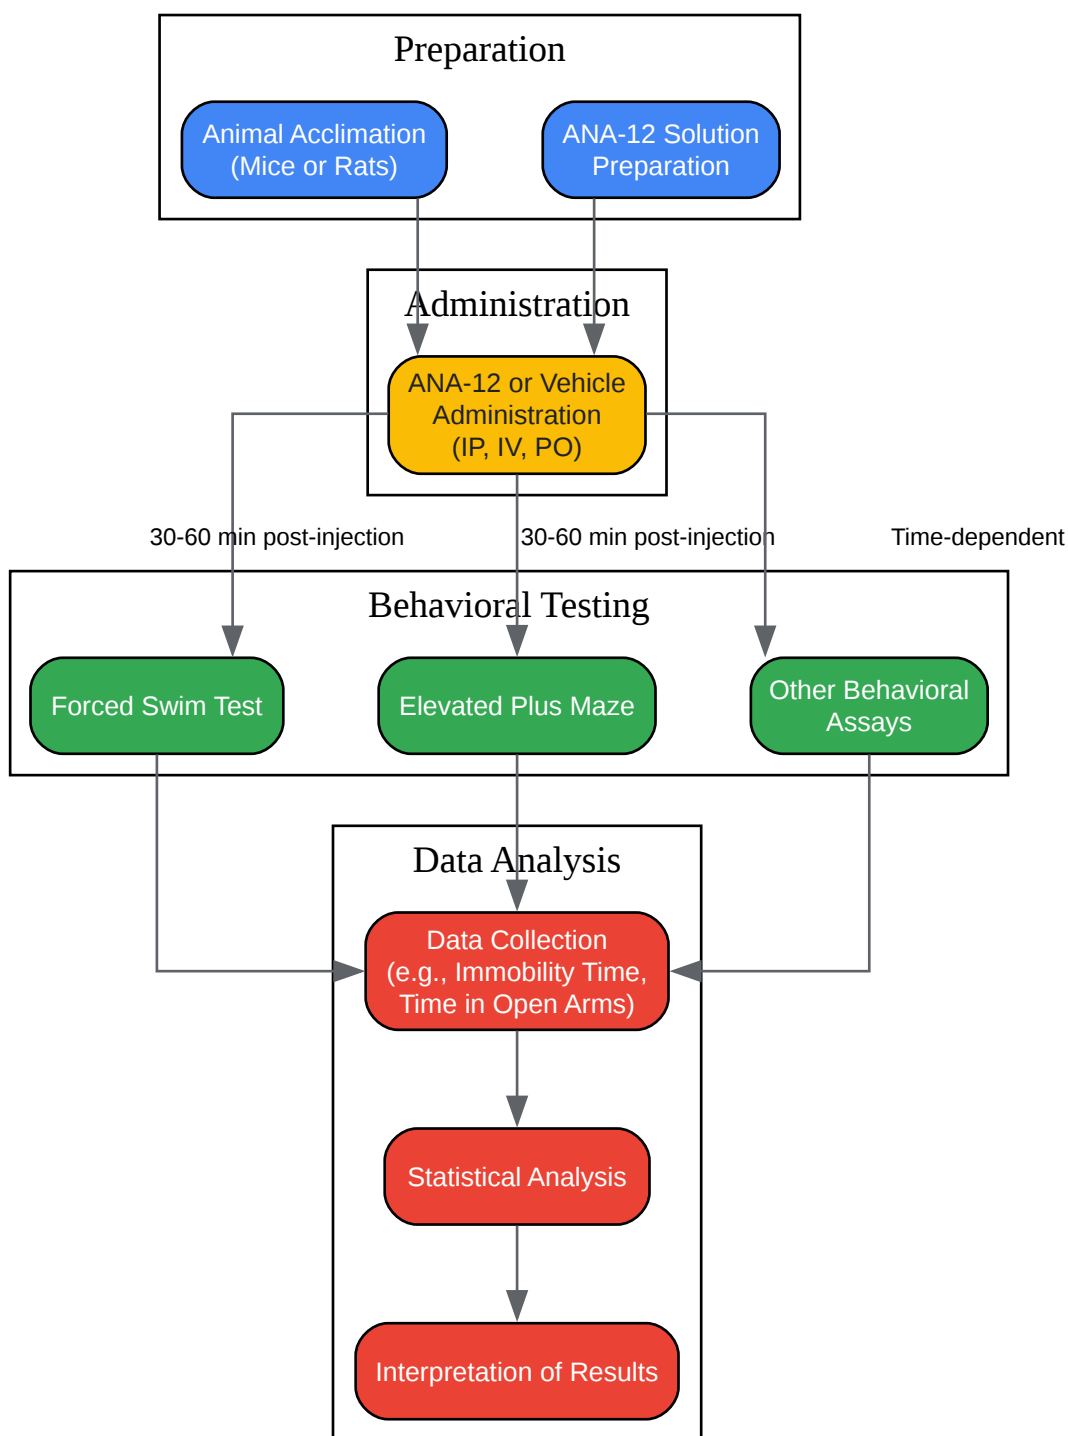 Preparation
Animal Acclimation
(Mice or Rats)
ANA-12 Solution
Preparation
Administration
ANA-12 or Vehicle
Administration
(IP, IV, PO)
30-60 min post-injection
30-60 min post-injection
Time-dependent
Behavioral Testing
Forced Swim Test
Elevated Plus Maze
Other Behavioral
Assays
Data Analysis
Data Collection
(e.g., Immobility Time,
Time in Open Arms)
Statistical Analysis
Interpretation of Results